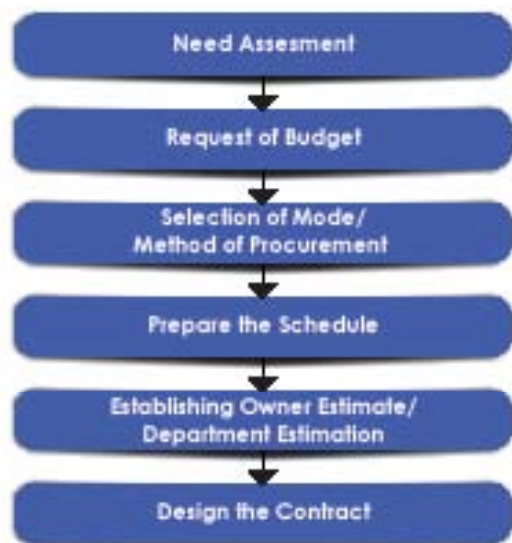 Need Assesment
Request of Budget
Selection of Mode/
Method of Procurement
Prepare the Schedule
Establishing Owner Estimate/
Department Estimation
Design the Contract